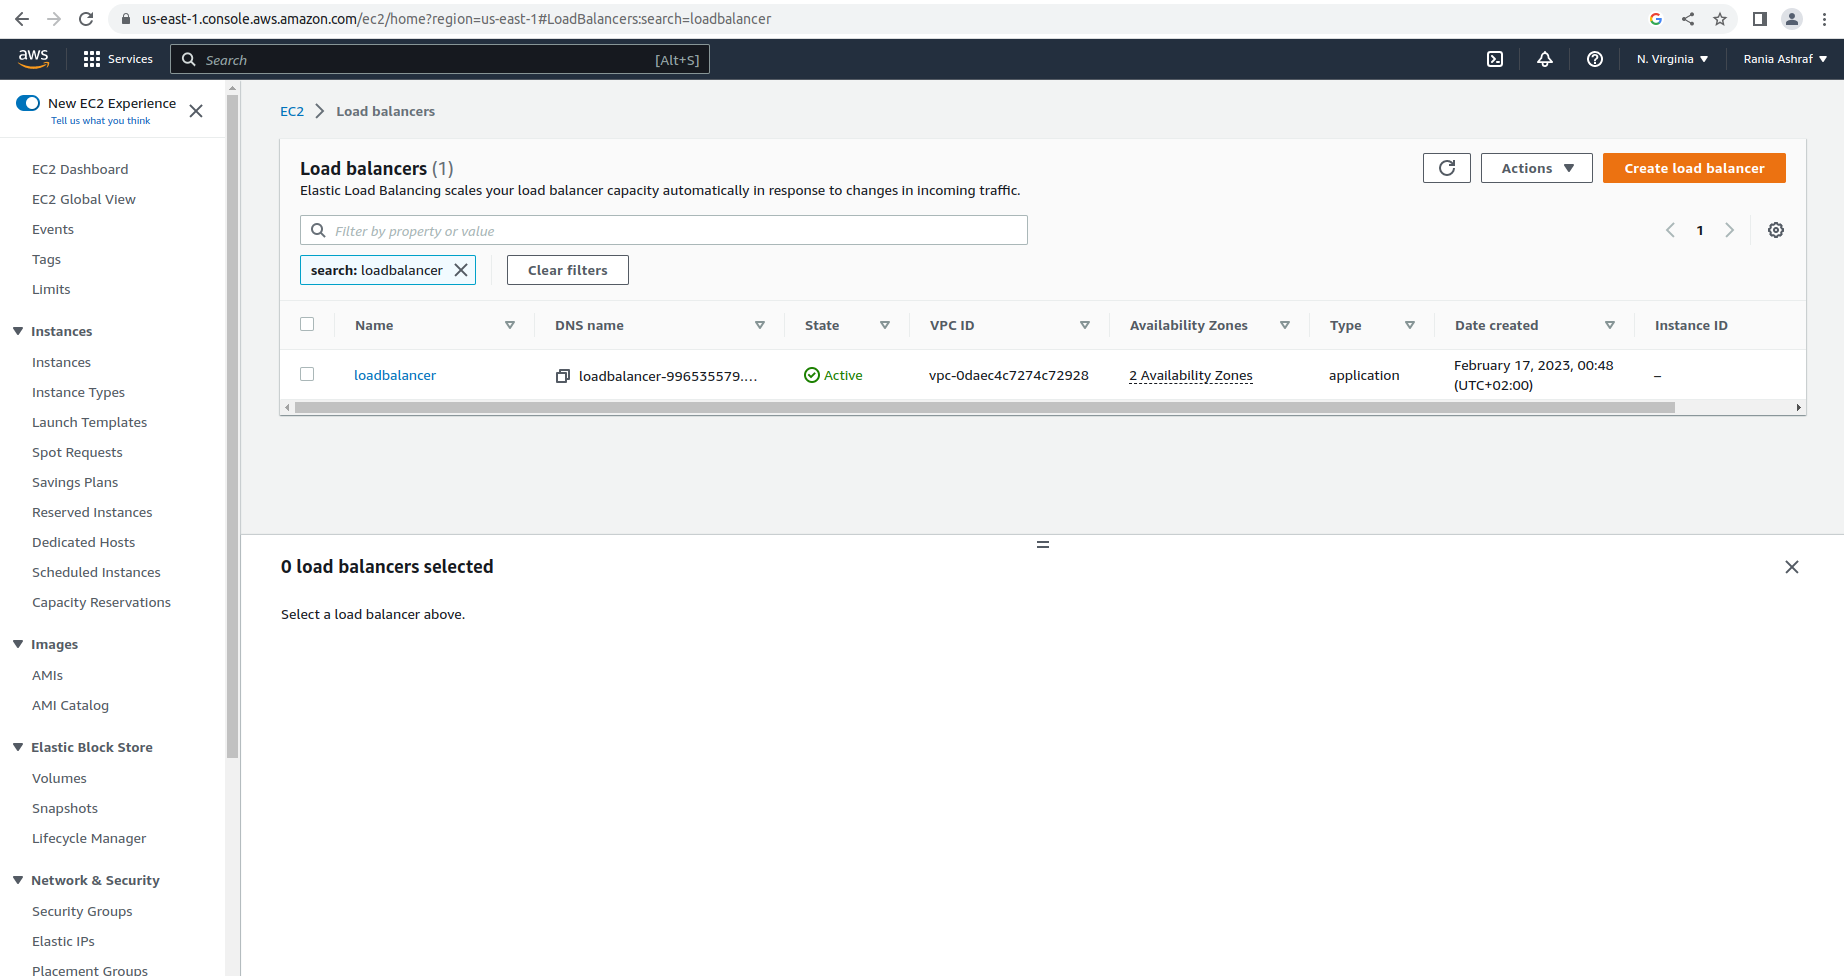 us-east-1.console.aws.amazon.com/ec2/home?region=us-east-1#LoadBalancers:search=loadbalancer
aws
Services
Search
[Alt+S]
N. Virginia
Rania Ashraf
New EC2 Experience
Tell us what you think
EC2 Dashboard
EC2 Global View
Events
Tags
Limits
Instances
Instances
Instance Types
Launch Templates
Spot Requests
Savings Plans
Reserved Instances
Dedicated Hosts
Scheduled Instances
Capacity Reservations
Images
AMIs
AMI Catalog
Elastic Block Store
Volumes
Snapshots
Lifecycle Manager
Network & Security
Security Groups
Elastic IPs
Placement Groups
EC2
Load balancers
Load balancers (1)
Elastic Load Balancing scales your load balancer capacity automatically in response to changes in incoming traffic.
Actions
Create load balancer
Filter by property or value
1
search: loadbalancer
Clear filters
Name
DNS name
State
VPC ID
Availability Zones
Type
Date created
Instance ID
loadbalancer
loadbalancer-996535579....
Active
vpc-0daec4c7274c72928
2 Availability Zones
application
February 17, 2023, 00:48
(UTC+02:00)
–
0 load balancers selected
Select a load balancer above.